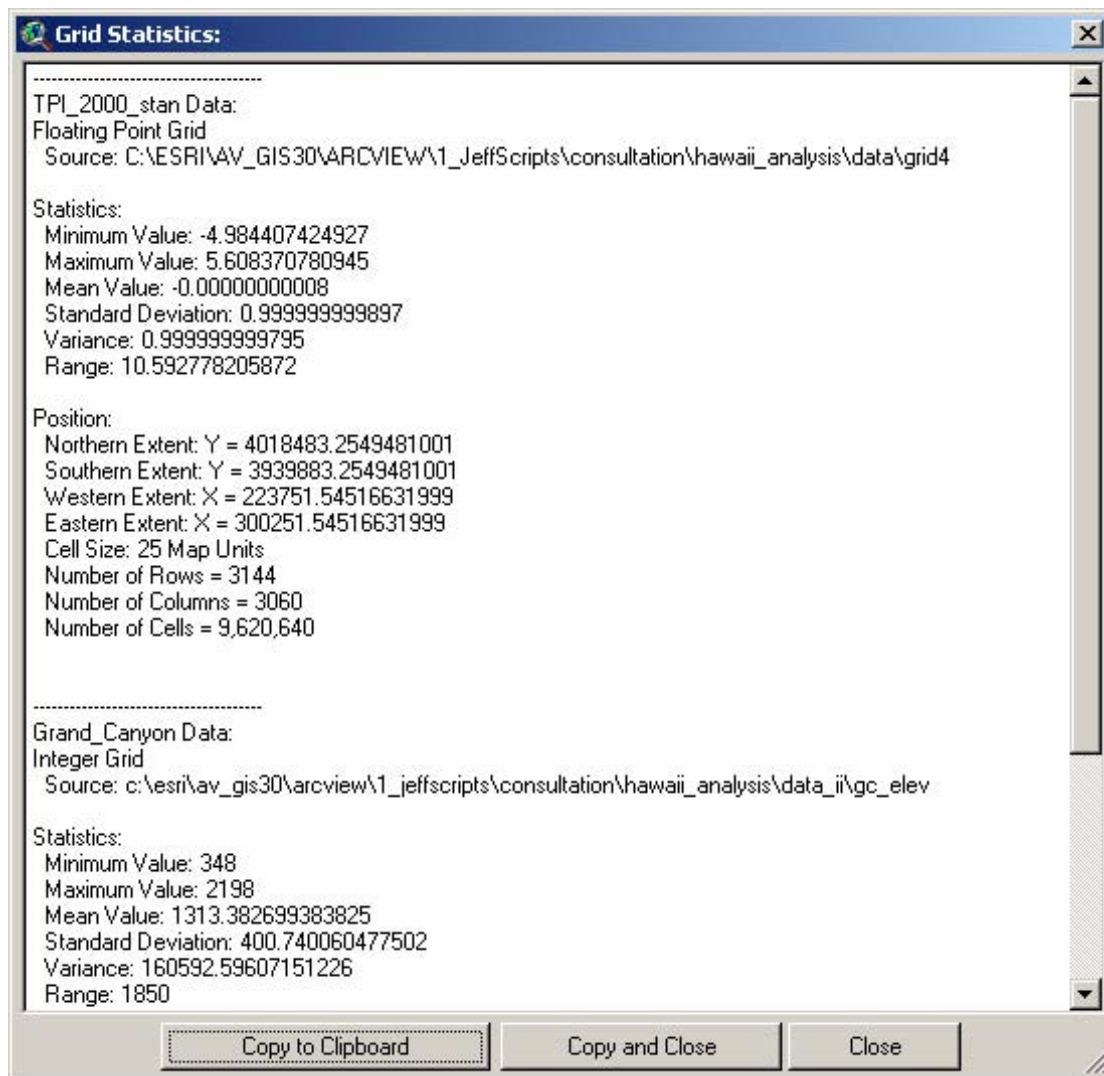 Grid Statistics:
--------------------------------------
TPI_2000_stan Data:
Floating Point Grid
Source: C:\ESRI\AV_GIS30\ARCVIEW\1_JeffScripts\consultation\hawaii_analysis\data\grid4
Statistics:
Minimum Value: -4.984407424927
Maximum Value: 5.608370780945
Mean Value: -0.00000000008
Standard Deviation: 0.999999999897
Variance: 0.999999999795
Range: 10.592778205872
Position:
Northern Extent: Y = 4018483.2549481001
Southern Extent: Y = 3939883.2549481001
Western Extent: X = 223751.54516631999
Eastern Extent: X = 300251.54516631999
Cell Size: 25 Map Units
Number of Rows = 3144
Number of Columns = 3060
Number of Cells = 9,620,640
--------------------------------------
Grand_Canyon Data:
Integer Grid
Source: c:\esri\av_gis30\arcview\1_jeffscripts\consultation\hawaii_analysis\data_ii\gc_elev
Statistics:
Minimum Value: 348
Maximum Value: 2198
Mean Value: 1313.382699383825
Standard Deviation: 400.740060477502
Variance: 160592.59607151226
Range: 1850
Copy to Clipboard
Copy and Close
Close